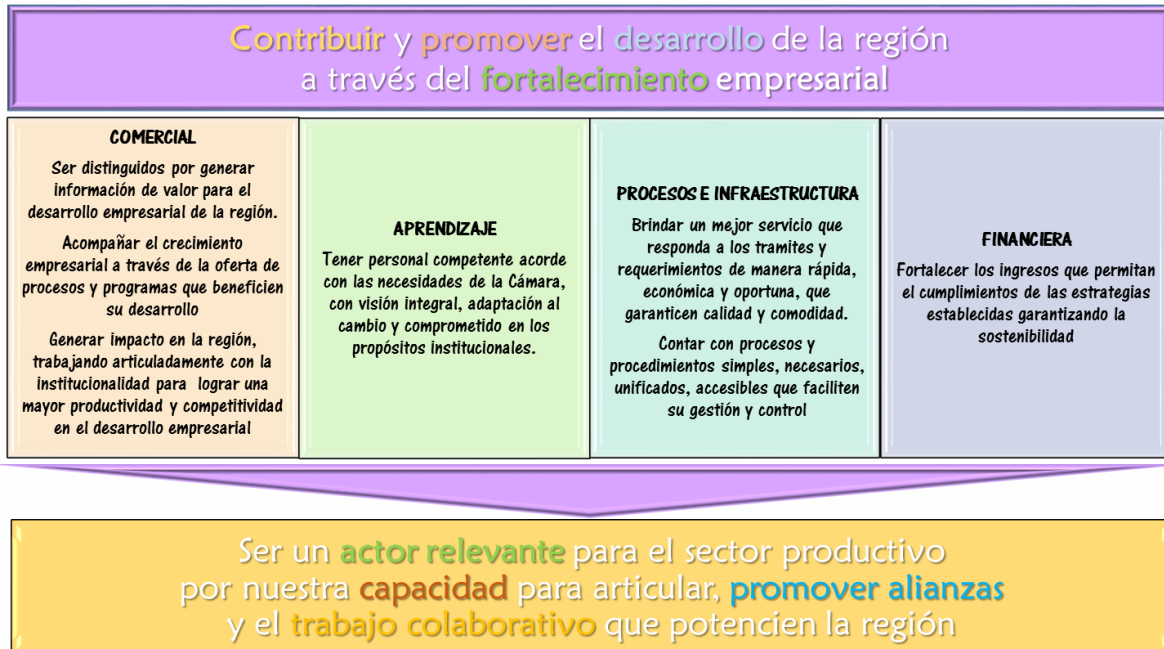 Contribuir y promover el desarrollo de la región
a través del fortalecimiento empresarial
COMERCIAL
Ser distinguidos por generar
información de valor para el
desarrollo empresarial de la región.
Acompañar el crecimiento
empresarial a través de la oferta de
procesos y programas que beneficien
su desarrollo
Generar impacto en la región,
trabajando articuladamente con la
institucionalidad para lograr una
mayor productividad y competitividad
en el desarrollo empresarial
APRENDIZAJE
Tener personal competente acorde
con las necesidades de la Cámara,
con visión integral, adaptación al
cambio y comprometido en los
propósitos institucionales.
PROCESOS E INFRAESTRUCTURA
Brindar un mejor servicio que
responda a los tramites y
requerimientos de manera rápida,
económica y oportuna, que
garanticen calidad y comodidad.
Contar con procesos y
procedimientos simples, necesarios,
unificados, accesibles que faciliten
su gestión y control
FINANCIERA
Fortalecer los ingresos que permitan
el cumplimientos de las estrategias
establecidas garantizando la
sostenibilidad
Ser un actor relevante para el sector productivo
por nuestra capacidad para articular, promover alianzas
y el trabajo colaborativo que potencien la región